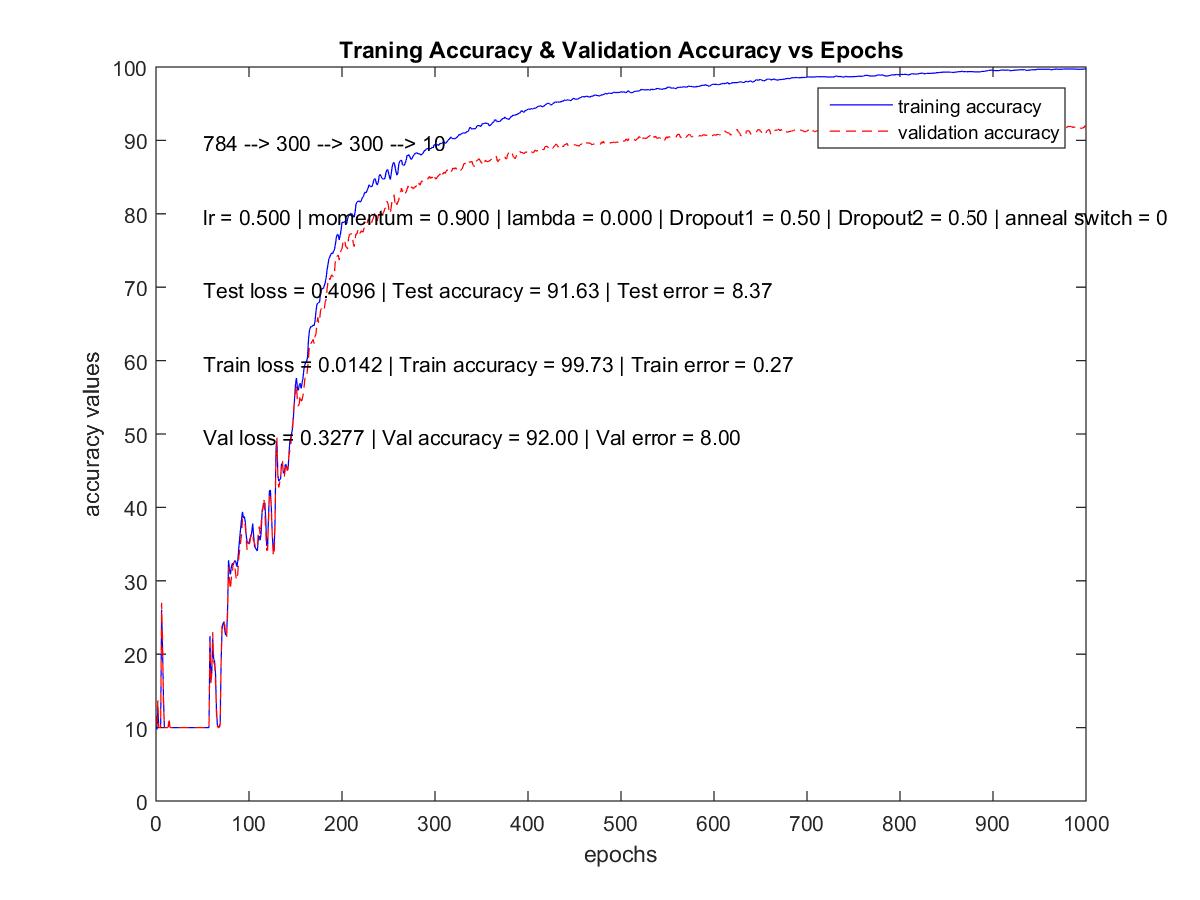 Traning Accuracy & Validation Accuracy vs Epochs
100
training accuracy
validation accuracy
90
784 --> 300 --> 300 --> 10
80
lr = 0.500 | momentum = 0.900 | lambda = 0.000 | Dropout1 = 0.50 | Dropout2 = 0.50 | anneal switch = 0
70
Test loss = 0.4096 | Test accuracy = 91.63 | Test error = 8.37
60
Train loss = 0.0142 | Train accuracy = 99.73 | Train error = 0.27
50
Val loss = 0.3277 | Val accuracy = 92.00 | Val error = 8.00
accuracy values
40
30
20
10
0
0 100 200 300 400 500 600 700 800 900 1000
epochs